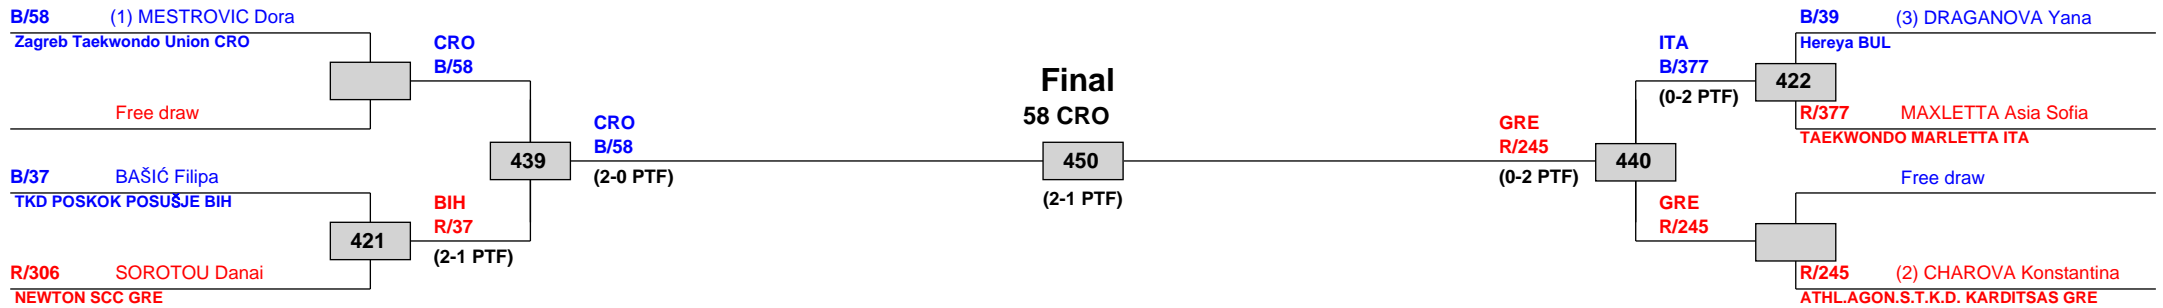 B/58 (1) MESTROVIC Dora
Zagreb Taekwondo Union CRO
Free draw
CRO
B/58
B/37 BAŠIĆ Filipa
TKD POSKOK POSUŠJE BIH
421
R/306 SOROTOU Danai
NEWTON SCC GRE
BIH
R/37
(2-1 PTF)
439
CRO
B/58
(2-0 PTF)
Final
58 CRO
450
(2-1 PTF)
GRE
R/245
(0-2 PTF)
440
ITA
B/377
(0-2 PTF)
GRE
R/245
B/39 (3) DRAGANOVA Yana
Hereya BUL
422
R/377 MAXLETTA Asia Sofia
TAEKWONDO MARLETTA ITA
Free draw
R/245 (2) CHAROVA Konstantina
ATHL.AGON.S.T.K.D. KARDITSAS GRE